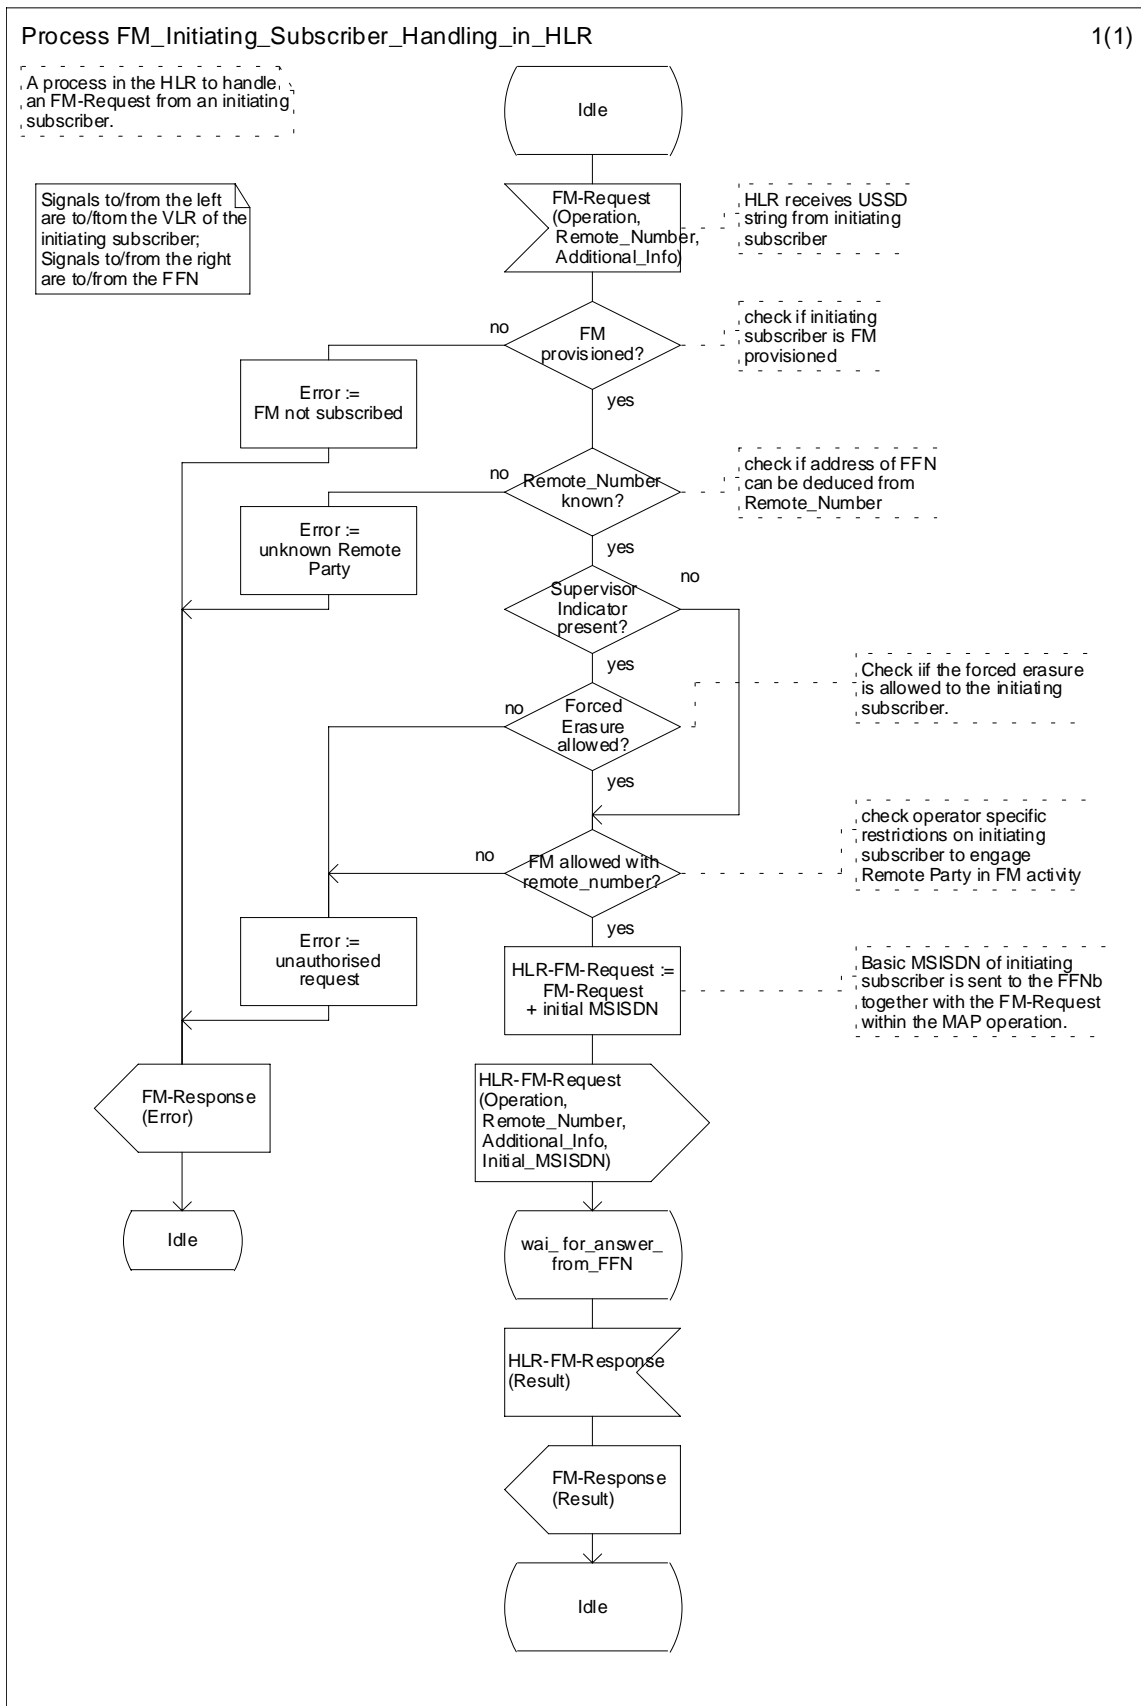 Process FM_Initiating_Subscriber_Handling_in_HLR
1(1)
A process in the HLR to handle
an FM-Request from an initiating
subscriber.
Idle
Signals to/from the left
are to/ftom the VLR of the
initiating subscriber;
Signals to/from the right
are to/from the FFN
FM-Request
(Operation,
Remote_Number,
Additional_Info)
HLR receives USSD
string from initiating
subscriber
no
FM
provisioned?
check if initiating
subscriber is FM
provisioned
Error :=
FM not subscribed
yes
no
Remote_Number
known?
check if address of FFN
can be deduced from
Remote_Number
Error :=
unknown Remote
Party
yes
Supervisor
Indicator
present?
no
yes
Check iif the forced erasure
is allowed to the initiating
subscriber.
no
Forced
Erasure
allowed?
yes
check operator specific
restrictions on initiating
subscriber to engage
Remote Party in FM activity
no
FM allowed with
remote_number?
yes
Error :=
unauthorised
request
HLR-FM-Request :=
FM-Request
+ initial MSISDN
Basic MSISDN of initiating
subscriber is sent to the FFNb
together with the FM-Request
within the MAP operation.
FM-Response
(Error)
HLR-FM-Request
(Operation,
Remote_Number,
Additional_Info,
Initial_MSISDN)
Idle
wai_ for_answer_
from_FFN
HLR-FM-Response
(Result)
FM-Response
(Result)
Idle